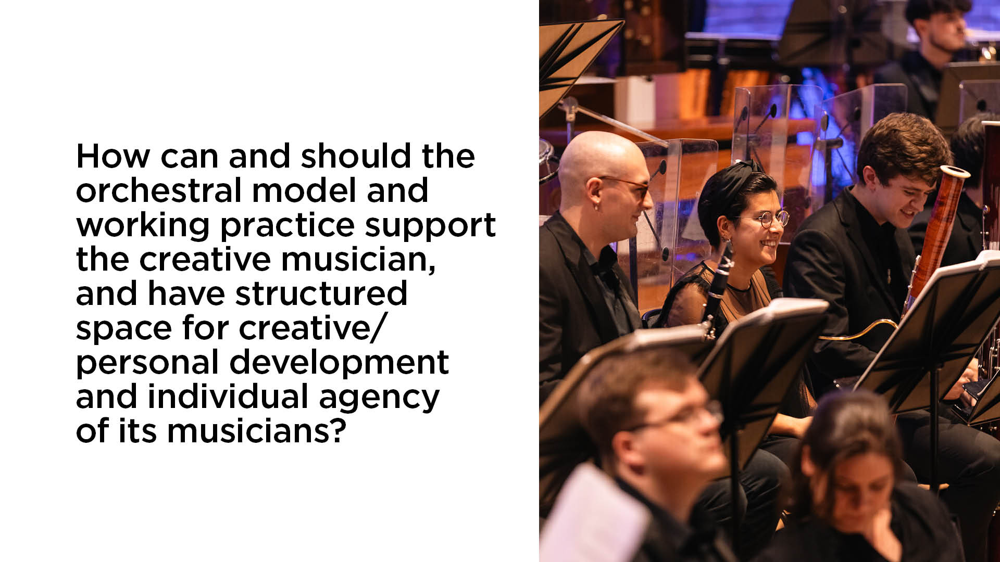 How can and should the
orchestral model and
working practice support
the creative musician,
and have structured
space for creative/
personal development
and individual agency
of its musicians?